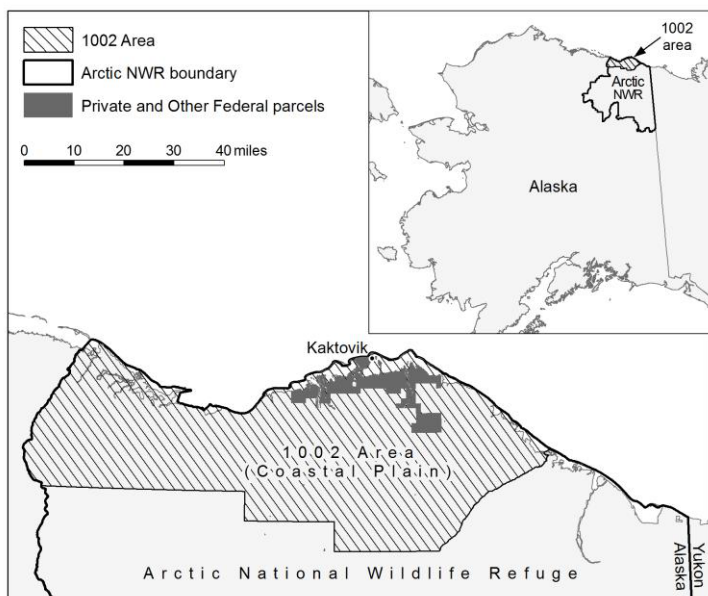 1002 Area
Arctic NWR boundary
Private and Other Federal parcels
0 10 20 30 40 miles
1002
area
Arctic
NWR
Alaska
Kaktovik
1002 Area
(Coastal Plain)
Arctic National Wildlife Refuge
Yukon
Alaska